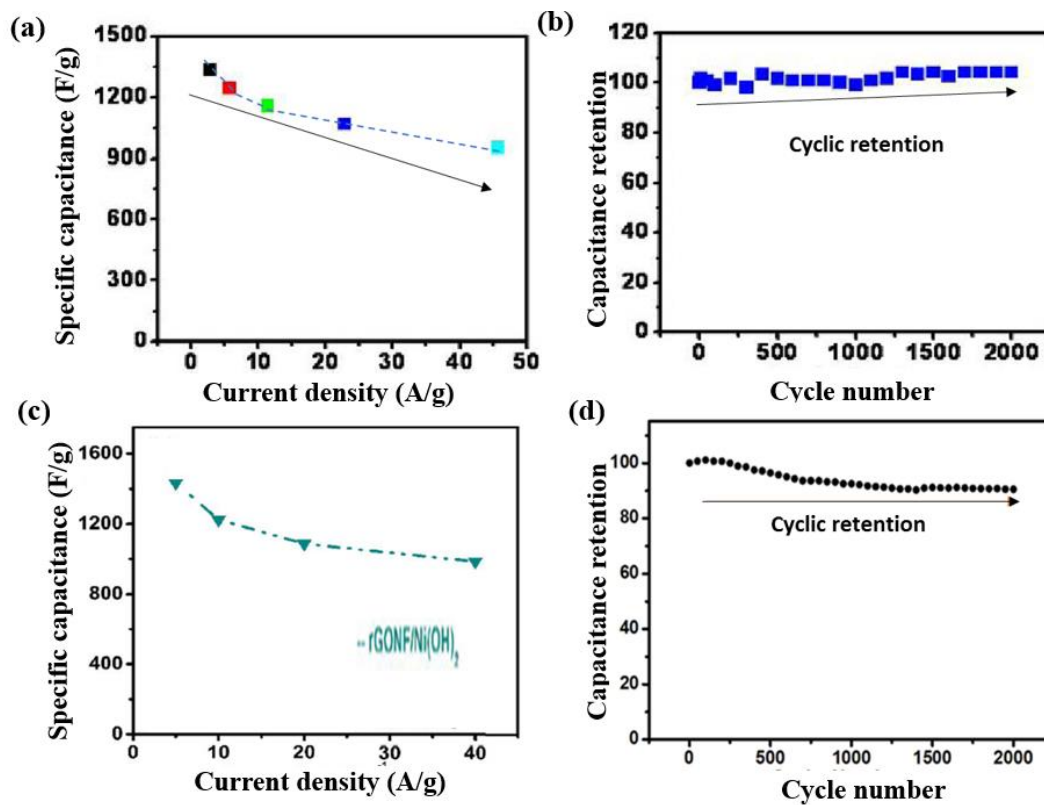 (a)
Specific capacitance (F/g)
1500
1200
900
600
300
0
0 10 20 30 40 50
Current density (A/g)
(b)
Capacitance retention
120
100
80
60
40
20
0
Cyclic retention
0 500 1000 1500 2000
Cycle number
(c)
Specific capacitance (F/g)
1600
1200
800
400
0
-- rGONF/Ni(OH)2
0 10 20 30 40
Current density (A/g)
(d)
Capacitance retention
100
80
60
40
20
0
Cyclic retention
0 500 1000 1500 2000
Cycle number